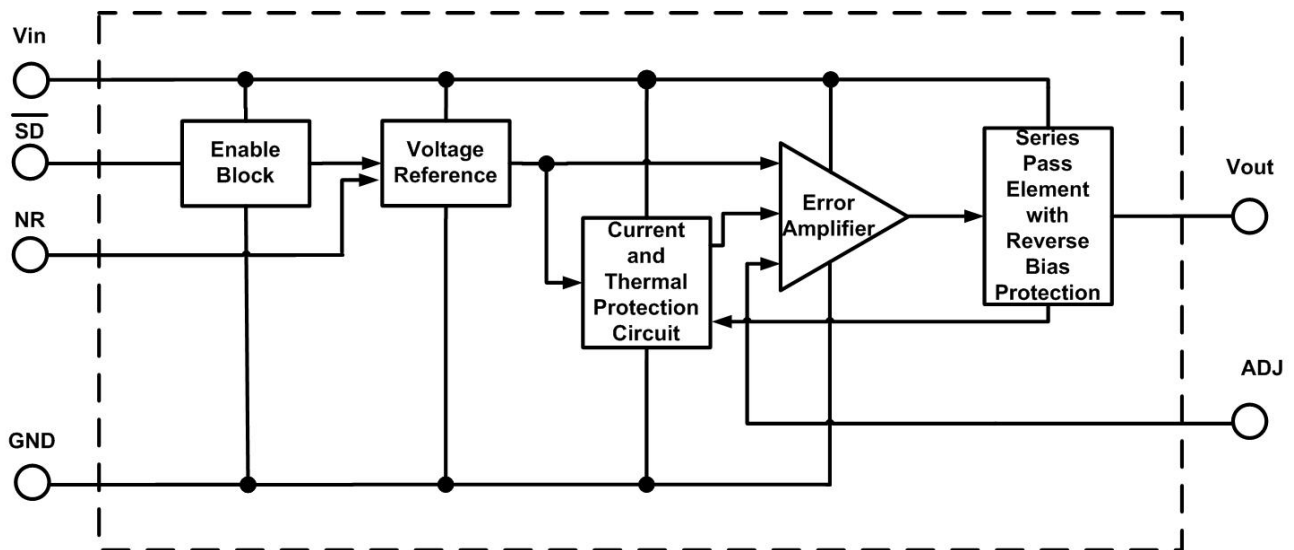 Vin
SD
NR
GND
Enable
Block
Voltage
Reference
Current
and
Thermal
Protection
Circuit
Error
Amplifier
Series
Pass
Element
with
Reverse
Bias
Protection
Vout
ADJ